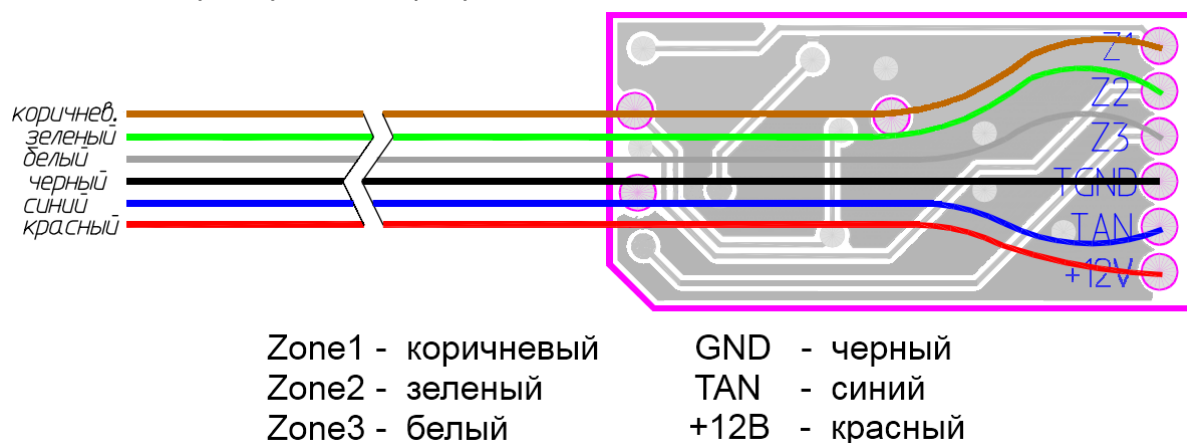 коричнев. Z1
зеленый Z2
белый Z3
черный TGND
синий TAN
красный +12V
Zone1 - коричневый GND - черный
Zone2 - зеленый TAN - синий
Zone3 - белый +12В - красный